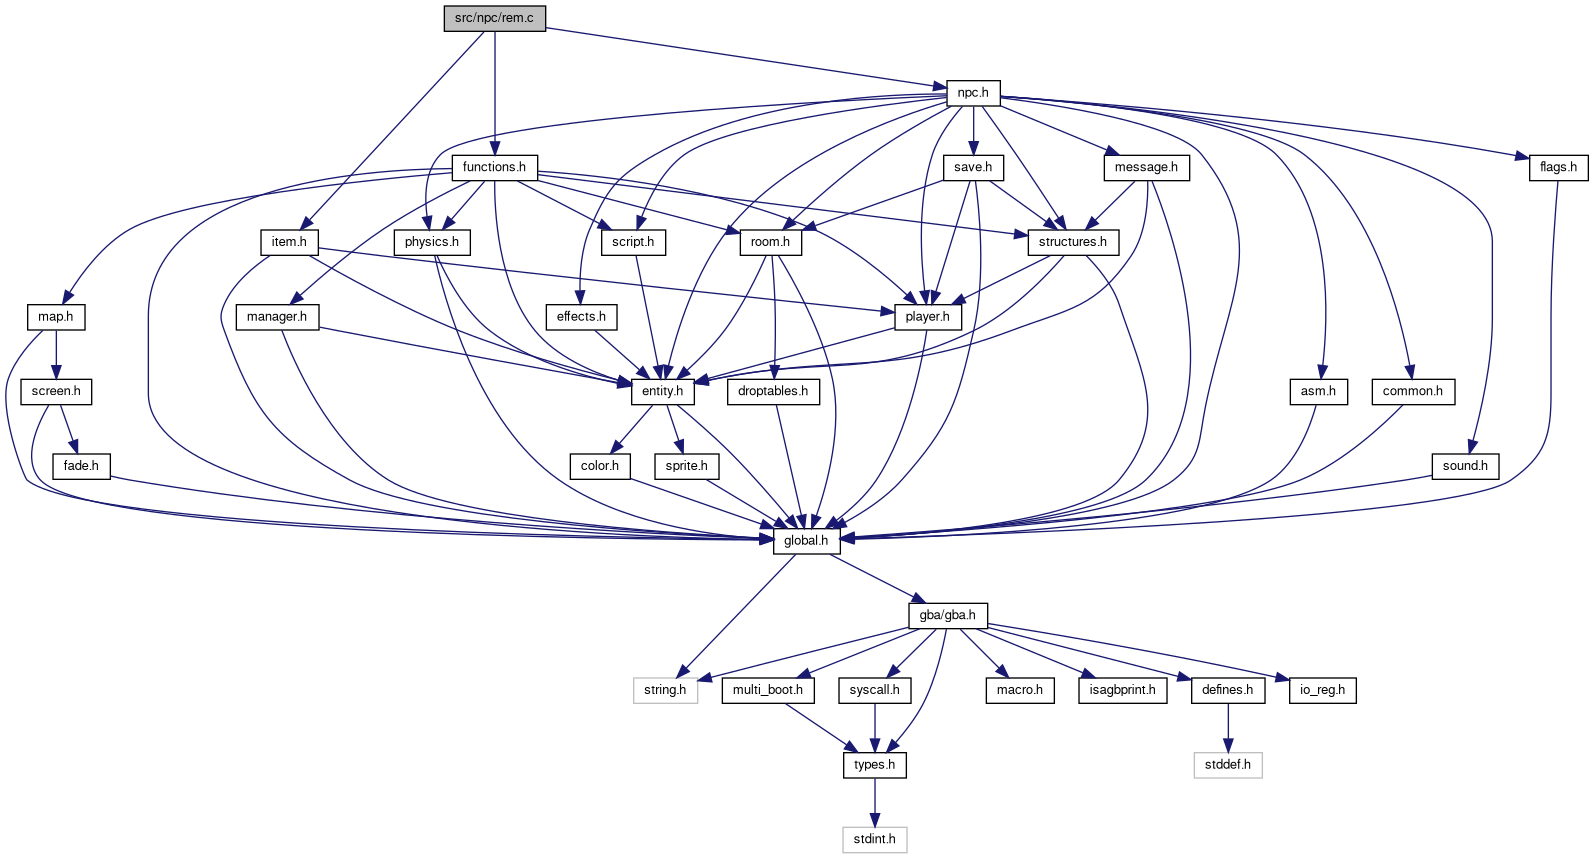 src/npc/rem.c
npc.h
functions.h
save.h
message.h
flags.h
item.h
physics.h
script.h
room.h
structures.h
map.h
manager.h
effects.h
player.h
screen.h
entity.h
droptables.h
asm.h
common.h
fade.h
color.h
sprite.h
sound.h
global.h
gba/gba.h
string.h
multi_boot.h
syscall.h
macro.h
isagbprint.h
defines.h
io_reg.h
types.h
stddef.h
stdint.h